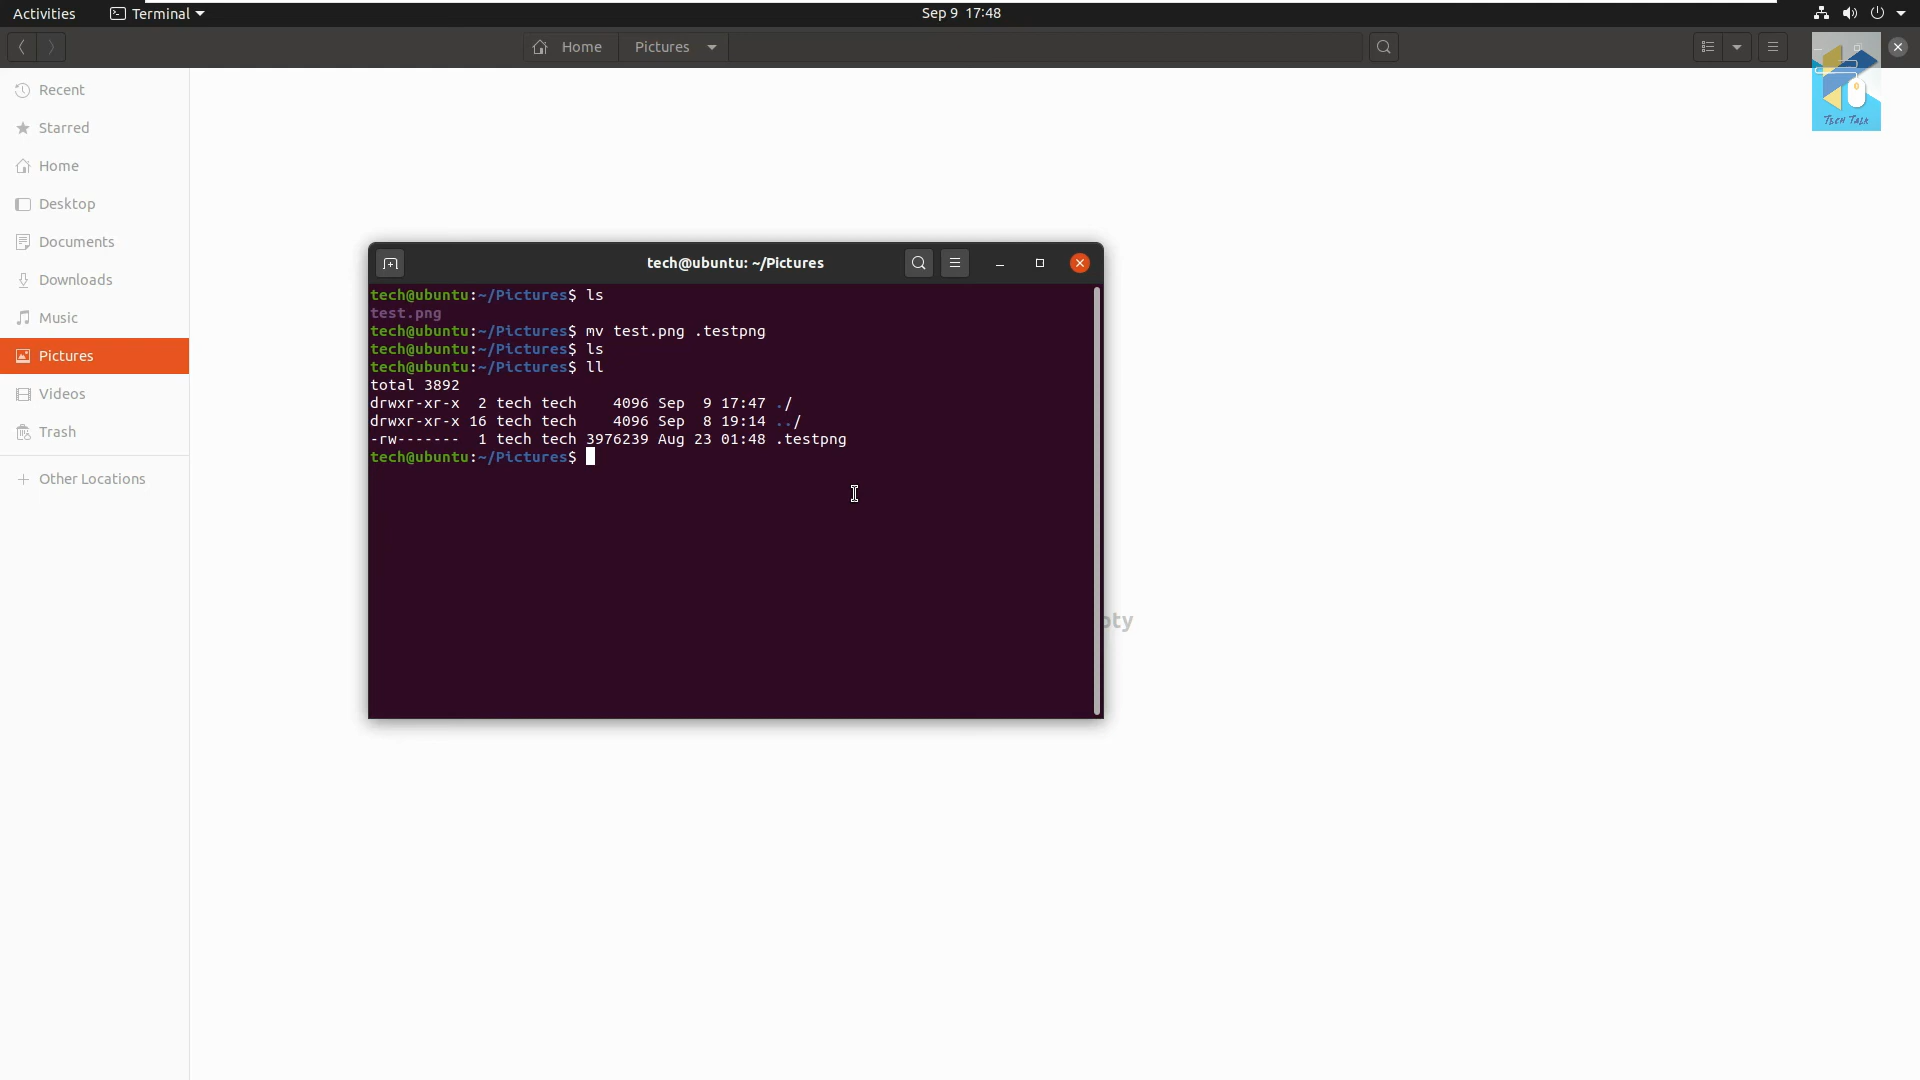 Activities
Terminal
Sep 9 17:48
Home
Pictures
TECH TALK
Recent
Starred
Home
Desktop
Documents
Downloads
Music
Pictures
Videos
Trash
Other Locations
tech@ubuntu: ~/Pictures
tech@ubuntu:~/Pictures$ ls
test.png
tech@ubuntu:~/Pictures$ mv test.png .testpng
tech@ubuntu:~/Pictures$ ls
tech@ubuntu:~/Pictures$ ll
total 3892
drwxr-xr-x  2 tech tech    4096 Sep  9 17:47 ./
drwxr-xr-x 16 tech tech    4096 Sep  8 19:14 ../
-rw-------  1 tech tech 3976239 Aug 23 01:48 .testpng
tech@ubuntu:~/Pictures$